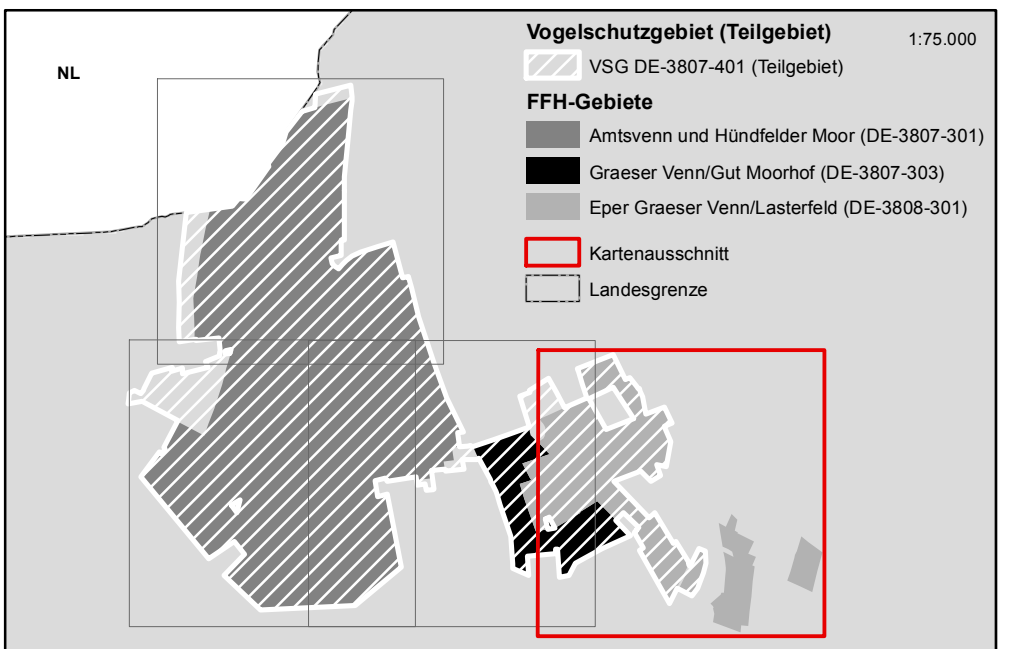 Vogelschutzgebiet (Teilgebiet)
1:75.000
NL
VSG DE-3807-401 (Teilgebiet)
FFH-Gebiete
Amtsvenn und Hündfelder Moor (DE-3807-301)
Graeser Venn/Gut Moorhof (DE-3807-303)
Eper Graeser Venn/Lasterfeld (DE-3808-301)
Kartenausschnitt
Landesgrenze